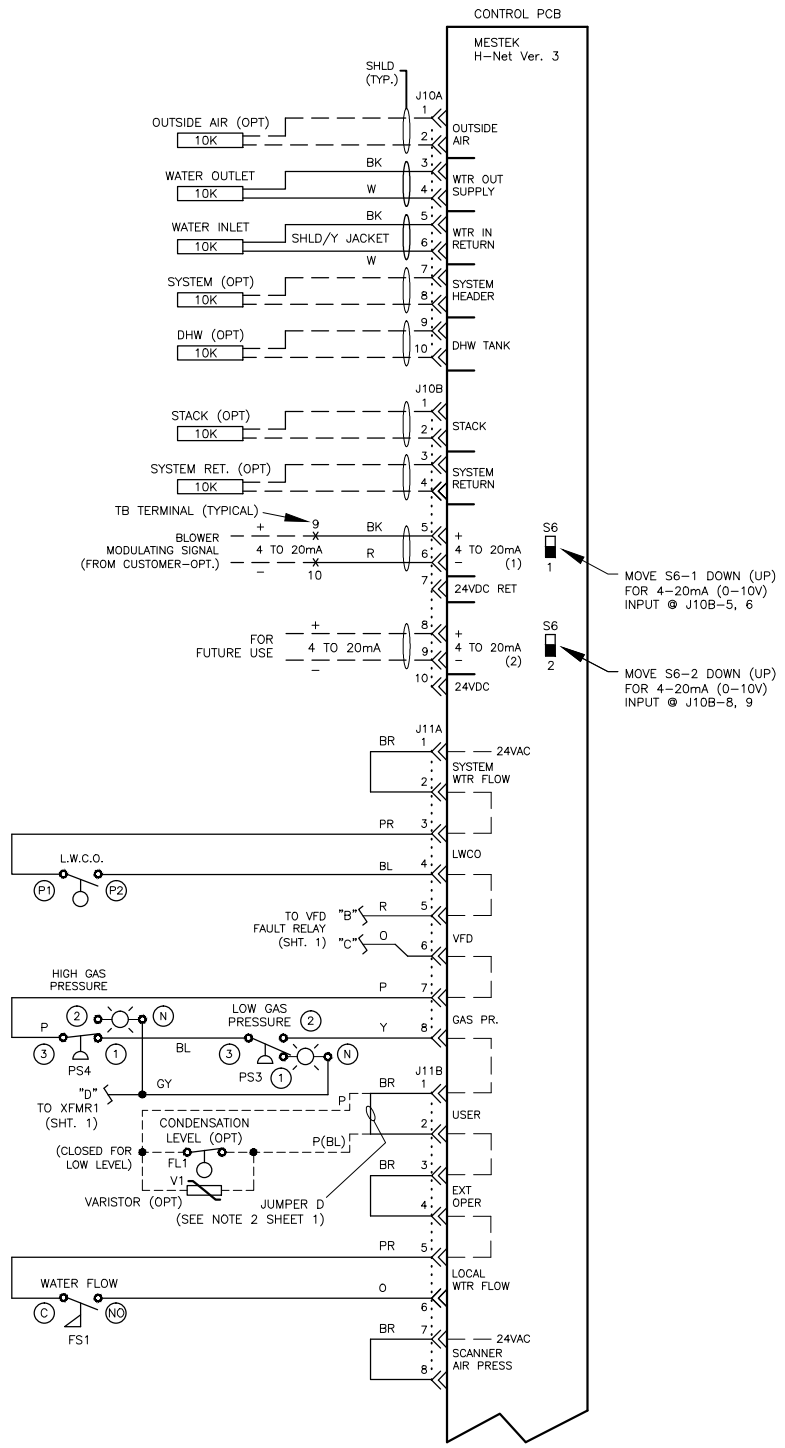 CONTROL PCB
MESTEK
H-Net Ver. 3
SHLD
(TYP.)
J10A
OUTSIDE AIR (OPT)
10K
1
2
OUTSIDE
AIR
WATER OUTLET
10K
BK
W
3
4
WTR OUT
SUPPLY
WATER INLET
10K
BK
SHLD/Y JACKET
W
5
6
WTR IN
RETURN
SYSTEM (OPT)
10K
7
8
SYSTEM
HEADER
DHW (OPT)
10K
9
10
DHW TANK
J10B
STACK (OPT)
10K
1
2
STACK
SYSTEM RET. (OPT)
10K
3
4
SYSTEM
RETURN
TB TERMINAL (TYPICAL)
BLOWER
MODULATING SIGNAL
(FROM CUSTOMER-OPT.)
+
4 TO 20mA
−
9
X
X
10
BK
R
5
6
7
+
4 TO 20mA
− (1)
24VDC RET
S6
1
MOVE S6-1 DOWN (UP)
FOR 4-20mA (0-10V)
INPUT @ J10B-5, 6
FOR
FUTURE USE
+
4 TO 20mA
−
8
9
10
+
4 TO 20mA
− (2)
24VDC
S6
2
MOVE S6-2 DOWN (UP)
FOR 4-20mA (0-10V)
INPUT @ J10B-8, 9
J11A
BR
1
2
24VAC
SYSTEM
WTR FLOW
PR
3
L.W.C.O.
P1
P2
BL
4
LWCO
TO VFD
FAULT RELAY
(SHT. 1)
"B"
"C"
R
O
5
6
VFD
HIGH GAS
PRESSURE
P
7
2
N
P
3
1
PS4
BL
LOW GAS
PRESSURE
2
3
PS3
1
N
Y
8
GAS PR.
"D"
TO XFMR1
(SHT. 1)
GY
J11B
P
BR
1
2
USER
CONDENSATION
LEVEL (OPT)
P(BL)
(CLOSED FOR
LOW LEVEL)
FL1
V1
VARISTOR (OPT)
JUMPER D
(SEE NOTE 2 SHEET 1)
BR
3
4
EXT
OPER
PR
5
WATER FLOW
C
NO
FS1
O
6
LOCAL
WTR FLOW
BR
7
8
24VAC
SCANNER
AIR PRESS